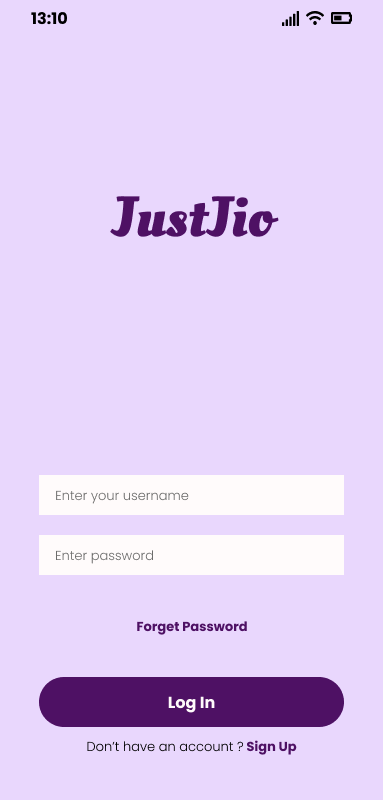 13:10
JustJio
Enter your username
Enter password
Forget Password
Log In
Don’t have an account ? Sign Up